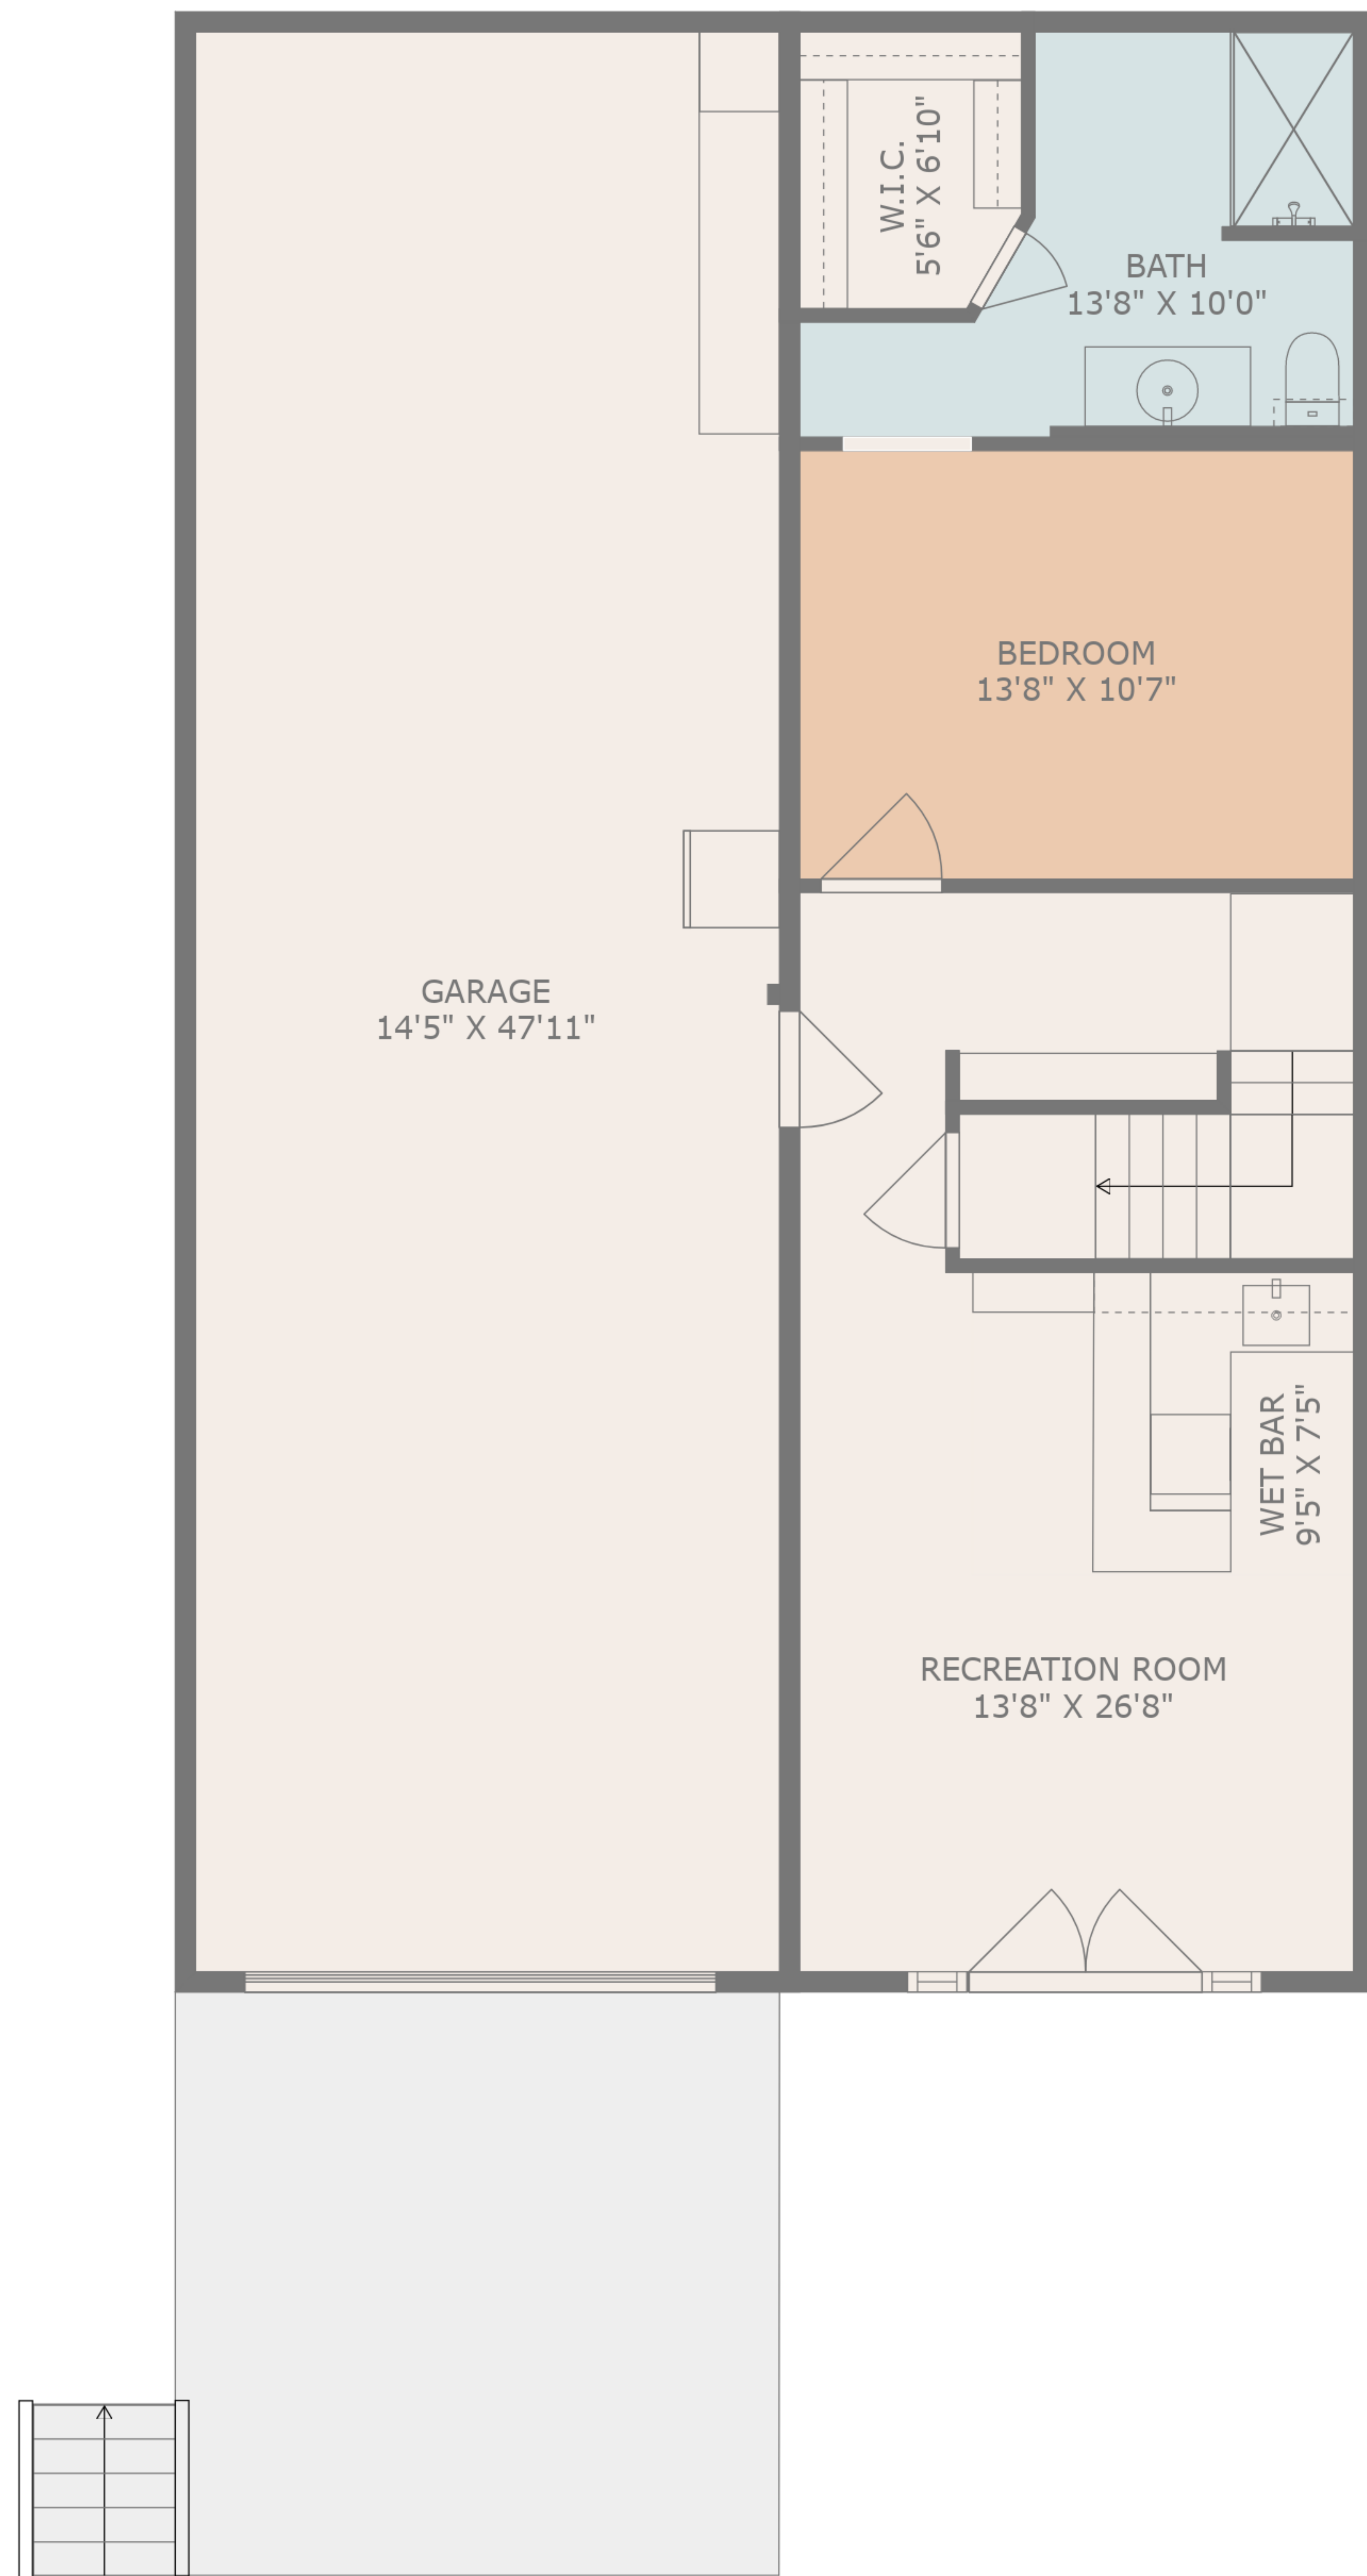 W.I.C.
5'6" X 6'10"
BATH
13'8" X 10'0"
BEDROOM
13'8" X 10'7"
GARAGE
14'5" X 47'11"
WET BAR
9'5" X 7'5"
RECREATION ROOM
13'8" X 26'8"